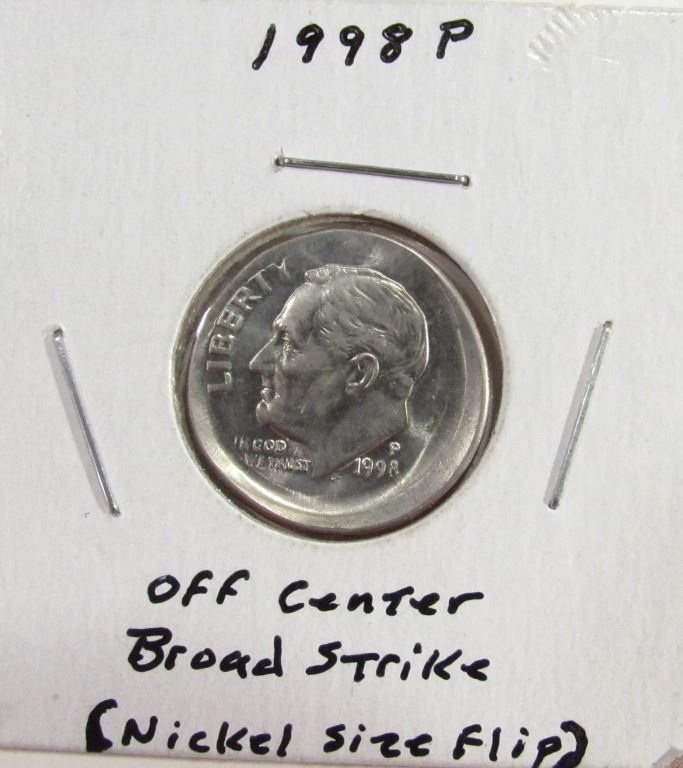 1998 P
LIBERTY
IN GOD
WE TRUST
P
1998
OFF Center
Broad Strike
(Nickel Size Flip)